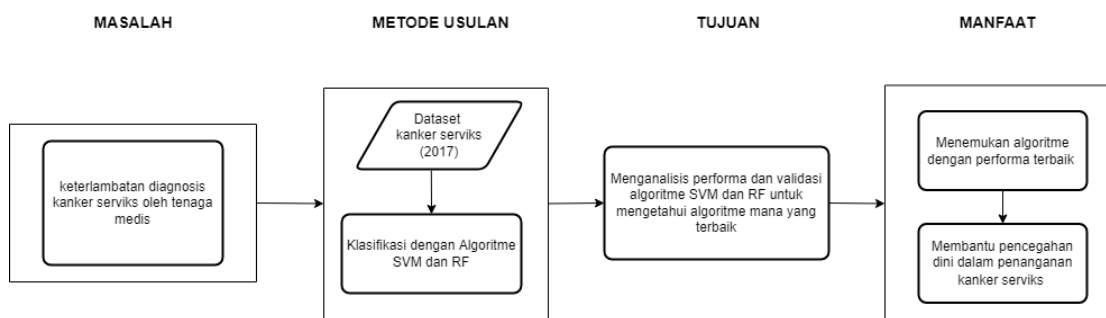 MASALAH
METODE USULAN
TUJUAN
MANFAAT
keterlambatan diagnosis
kanker serviks oleh tenaga
medis
Dataset
kanker serviks
(2017)
Klasifikasi dengan Algoritme
SVM dan RF
Menganalisis performa dan validasi
algoritme SVM dan RF untuk
mengetahui algoritme mana yang
terbaik
Menemukan algoritme
dengan performa terbaik
Membantu pencegahan
dini dalam penanganan
kanker serviks